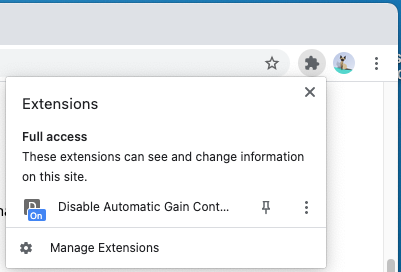 Extensions
Full access
These extensions can see and change information
on this site.
D
On
Disable Automatic Gain Cont...
Manage Extensions